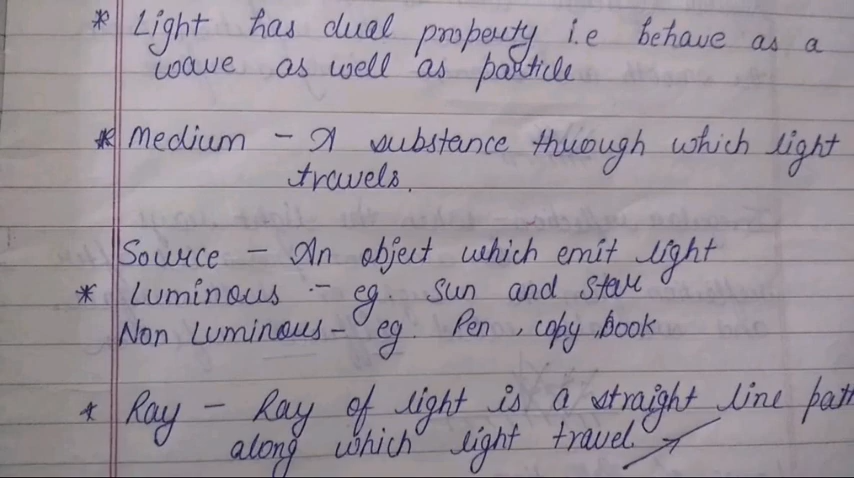 * Light has dual property i.e behave as a
wave as well as particle
* Medium - A substance through which light
travels.
Source - An object which emit light
* Luminous :- eg. Sun and Star
Non Luminous - eg. Pen, copy, book
* Ray - Ray of light is a straight line path
along which light travel